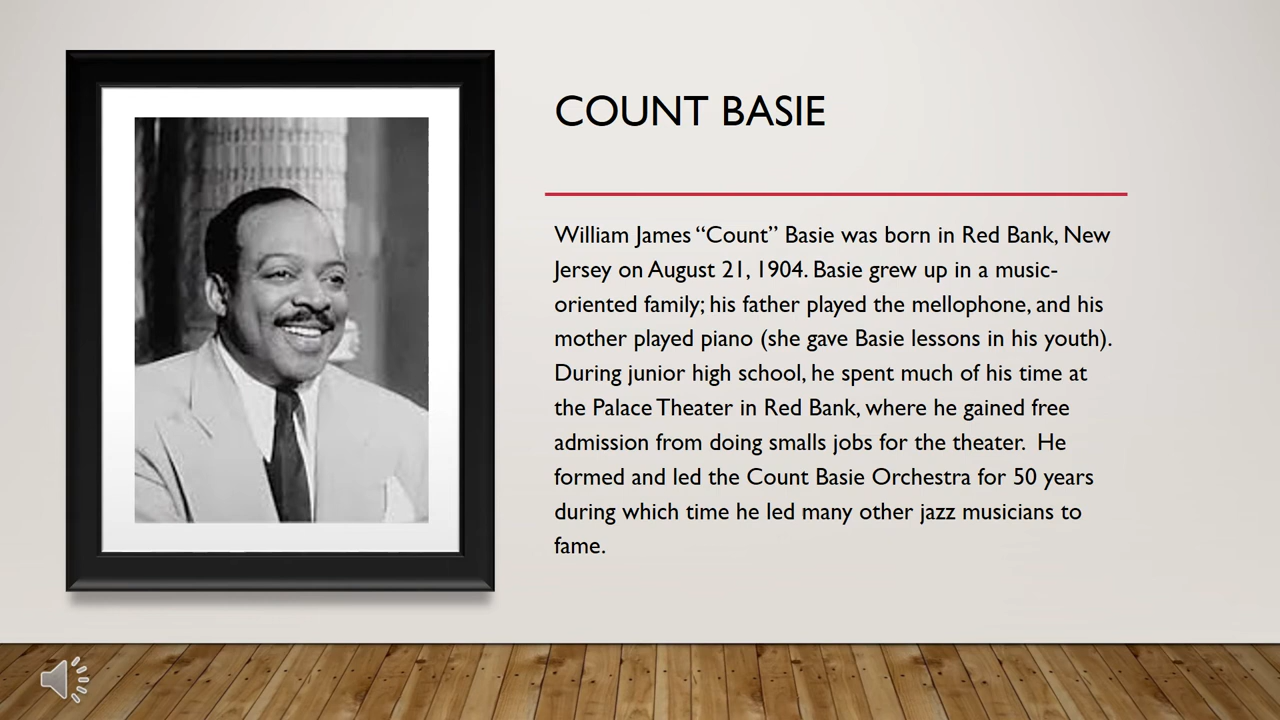 COUNT BASIE
William James “Count” Basie was born in Red Bank, New
Jersey on August 21, 1904. Basie grew up in a music-
oriented family; his father played the mellophone, and his
mother played piano (she gave Basie lessons in his youth).
During junior high school, he spent much of his time at
the Palace Theater in Red Bank, where he gained free
admission from doing smalls jobs for the theater.  He
formed and led the Count Basie Orchestra for 50 years
during which time he led many other jazz musicians to
fame.